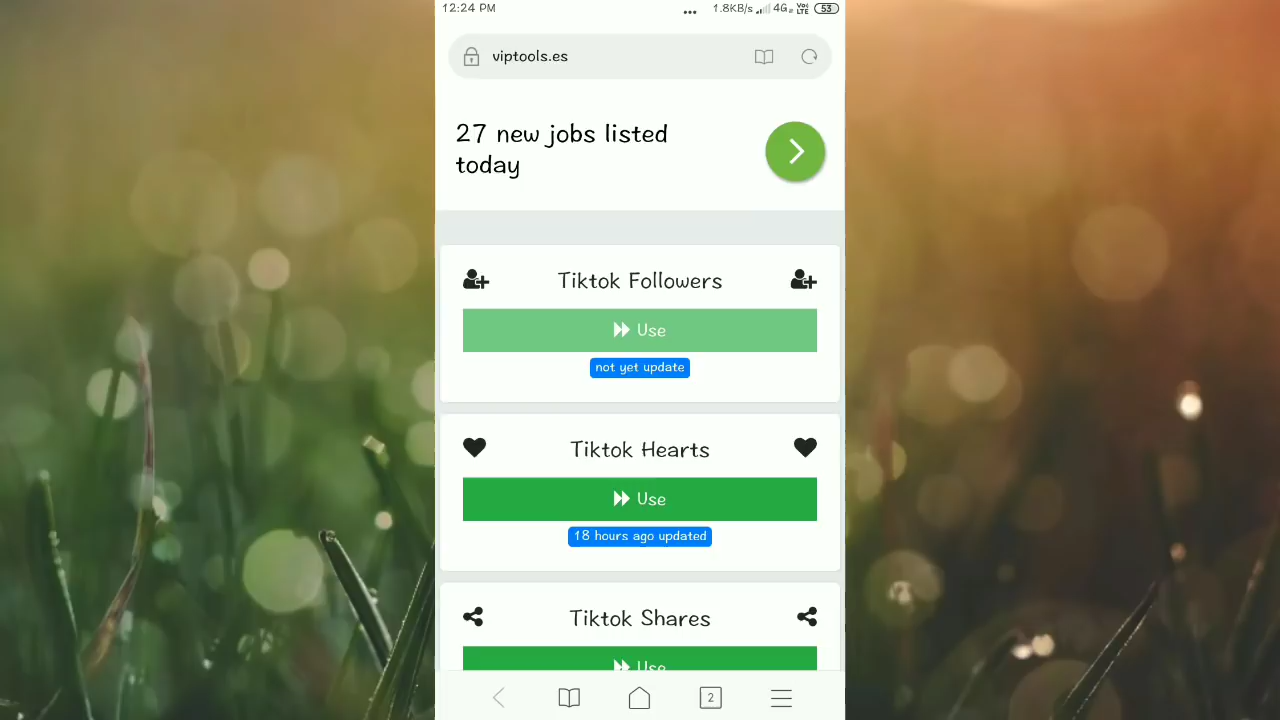 12:24 PM
1.8KB/s 4G VoLTE 53
viptools.es
27 new jobs listed
today
Tiktok Followers
Use
not yet update
Tiktok Hearts
Use
18 hours ago updated
Tiktok Shares
Use
2